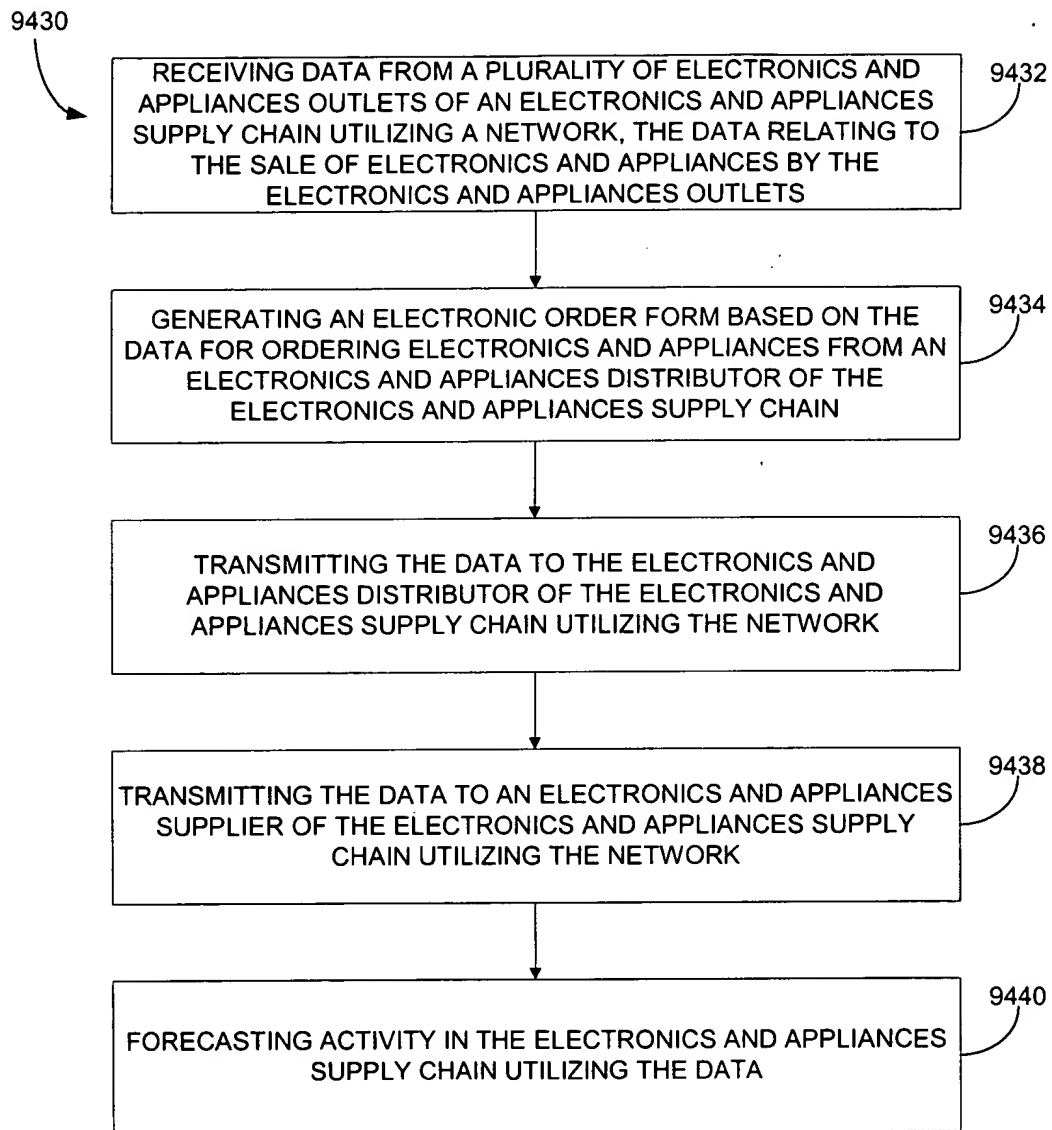 9430
RECEIVING DATA FROM A PLURALITY OF ELECTRONICS AND
APPLIANCES OUTLETS OF AN ELECTRONICS AND APPLIANCES
SUPPLY CHAIN UTILIZING A NETWORK, THE DATA RELATING TO
THE SALE OF ELECTRONICS AND APPLIANCES BY THE
ELECTRONICS AND APPLIANCES OUTLETS
9432
GENERATING AN ELECTRONIC ORDER FORM BASED ON THE
DATA FOR ORDERING ELECTRONICS AND APPLIANCES FROM AN
ELECTRONICS AND APPLIANCES DISTRIBUTOR OF THE
ELECTRONICS AND APPLIANCES SUPPLY CHAIN
9434
TRANSMITTING THE DATA TO THE ELECTRONICS AND
APPLIANCES DISTRIBUTOR OF THE ELECTRONICS AND
APPLIANCES SUPPLY CHAIN UTILIZING THE NETWORK
9436
TRANSMITTING THE DATA TO AN ELECTRONICS AND APPLIANCES
SUPPLIER OF THE ELECTRONICS AND APPLIANCES SUPPLY
CHAIN UTILIZING THE NETWORK
9438
FORECASTING ACTIVITY IN THE ELECTRONICS AND APPLIANCES
SUPPLY CHAIN UTILIZING THE DATA
9440